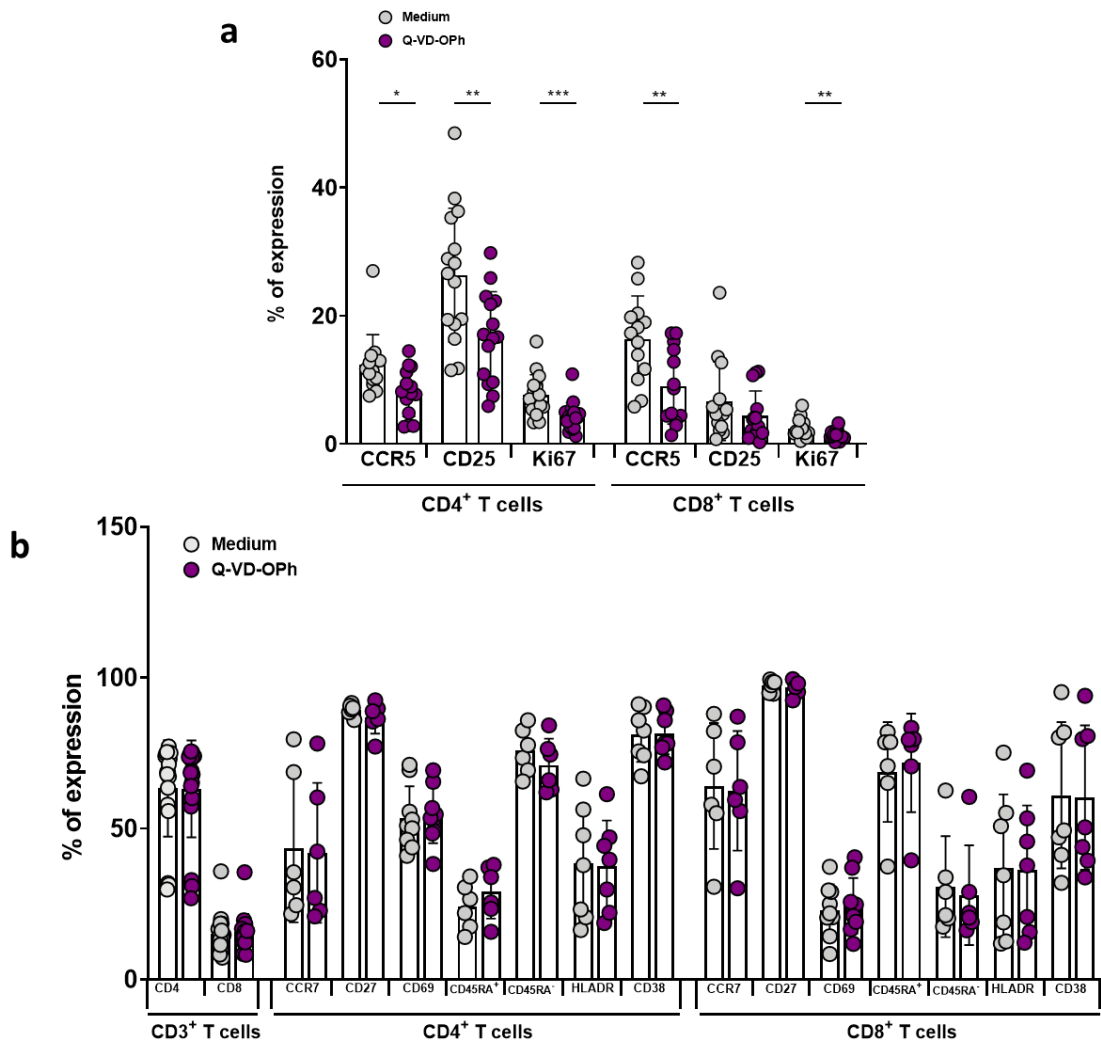 a
Medium
Q-VD-OPh
60
40
20
0
% of expression
* ** *** ** **
CCR5 CD25 Ki67 CCR5 CD25 Ki67
CD4⁺ T cells CD8⁺ T cells
b
Medium
Q-VD-OPh
150
100
50
0
% of expression
CD4 CD8 CCR7 CD27 CD69 CD45RA⁺ CD45RA⁻ HLADR CD38 CCR7 CD27 CD69 CD45RA⁺ CD45RA⁻ HLADR CD38
CD3⁺ T cells CD4⁺ T cells CD8⁺ T cells